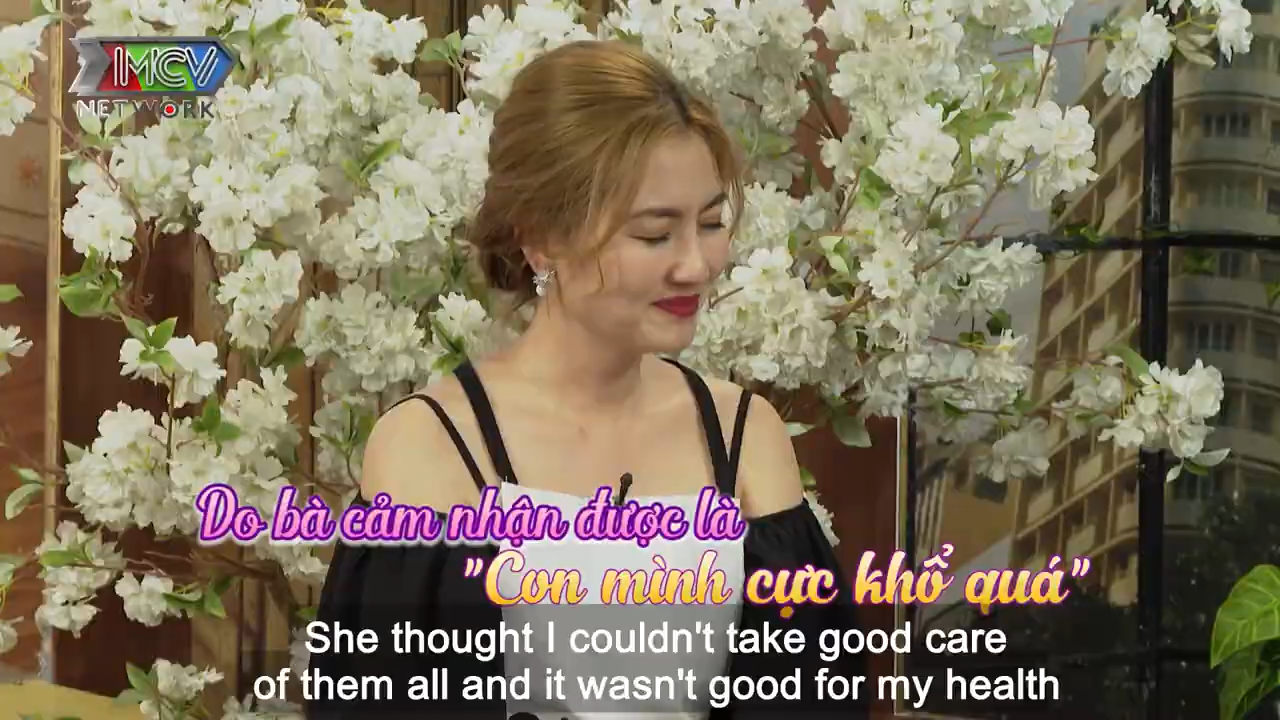 MCV
NETWORK
Do bà cảm nhận được là
"Con mình cực khổ quá"
She thought I couldn't take good care
of them all and it wasn't good for my health